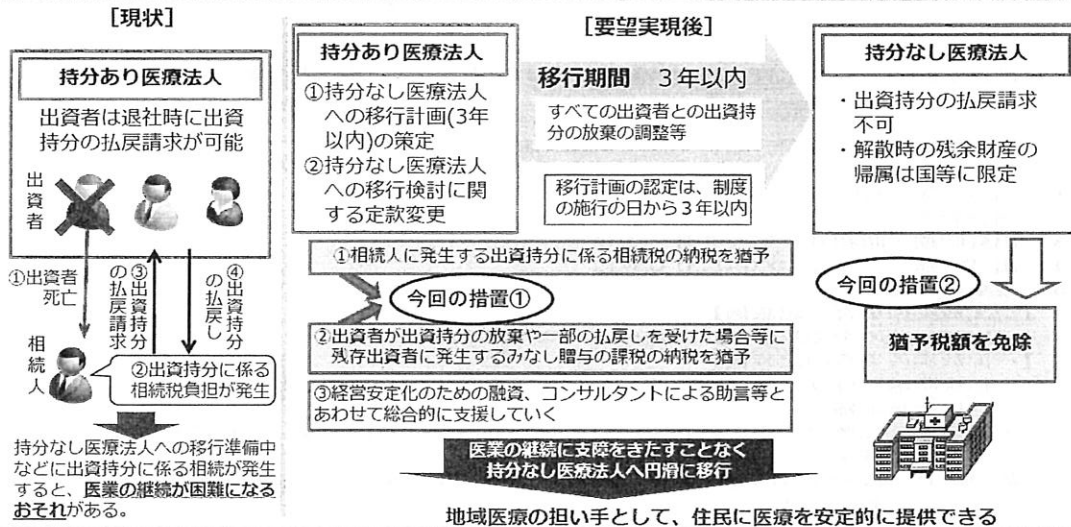 [現状]
持分あり医療法人
出資者は退社時に出資
持分の払戻請求が可能
出資者
①出資者
死亡
③出資持分
の払戻請求
④出資持分
の払戻し
相続人
②出資持分に係る
相続税負担が発生
持分なし医療法人への移行準備中
などに出資持分に係る相続が発生
すると、医業の継続が困難になる
おそれがある。
[要望実現後]
持分あり医療法人
①持分なし医療法人
への移行計画(3年
以内)の策定
②持分なし医療法人
への移行検討に関
する定款変更
移行期間 3年以内
すべての出資者との出資持
分の放棄の調整等
移行計画の認定は、制度
の施行の日から3年以内
持分なし医療法人
・出資持分の払戻請求
不可
・解散時の残余財産の
帰属は国等に限定
①相続人に発生する出資持分に係る相続税の納税を猶予
今回の措置①
②出資者が出資持分の放棄や一部の払戻しを受けた場合等に
残存出資者に発生するみなし贈与の課税の納税を猶予
③経営安定化のための融資、コンサルタントによる助言等と
あわせて総合的に支援していく
今回の措置②
猶予税額を免除
医業の継続に支障をきたすことなく
持分なし医療法人へ円滑に移行
地域医療の担い手として、住民に医療を安定的に提供できる